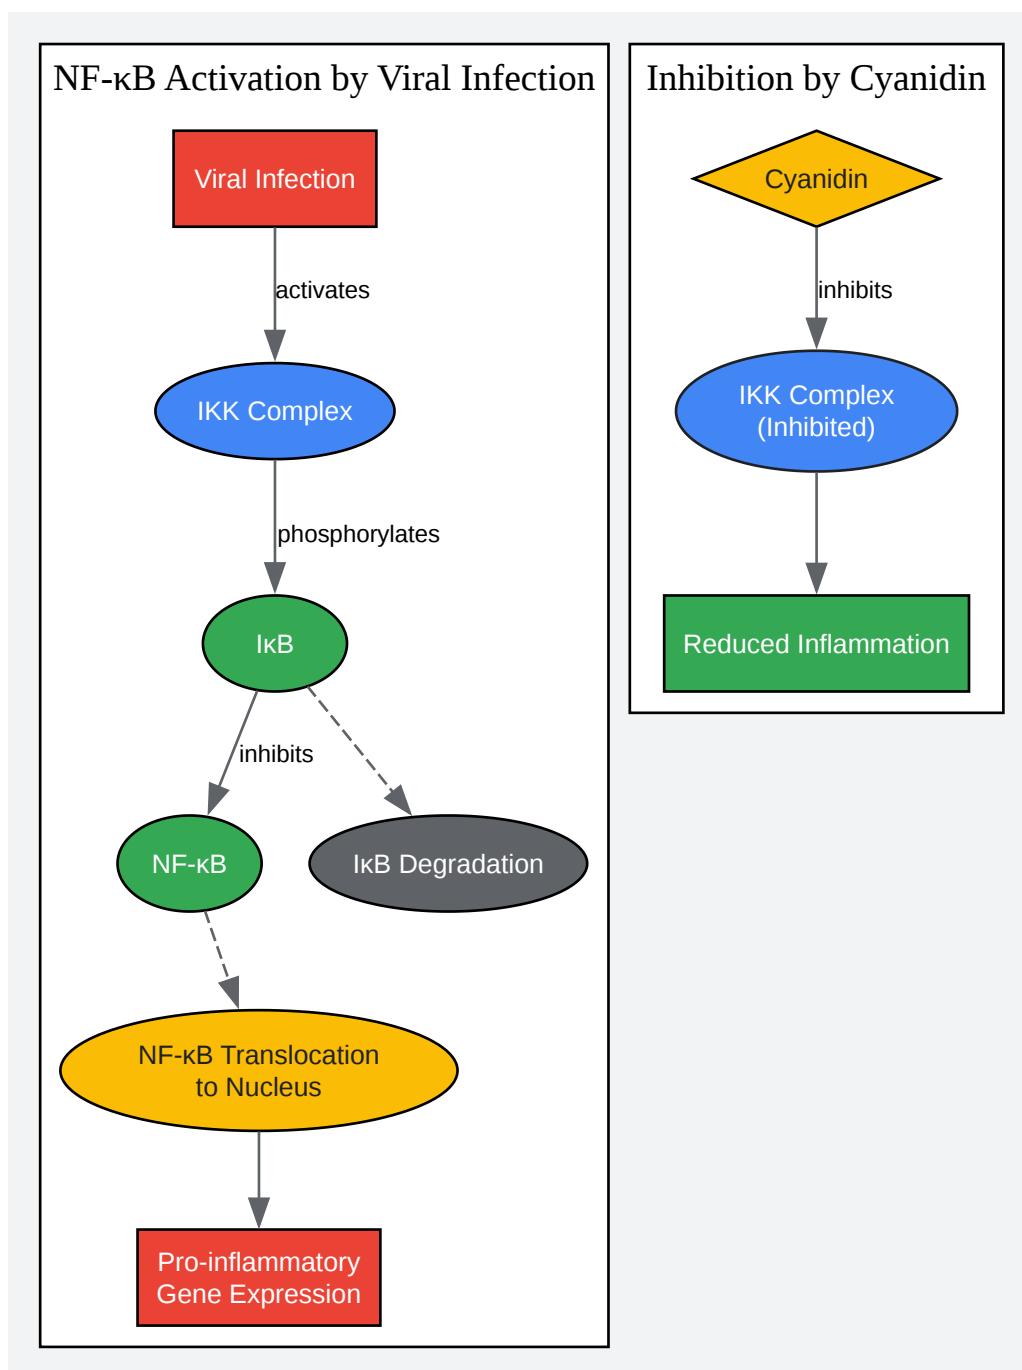 NF-κB Activation by Viral Infection
Viral Infection
activates
IKK Complex
phosphorylates
IκB
inhibits
NF-κB
IκB Degradation
NF-κB Translocation
to Nucleus
Pro-inflammatory
Gene Expression
Inhibition by Cyanidin
Cyanidin
inhibits
IKK Complex
(Inhibited)
Reduced Inflammation